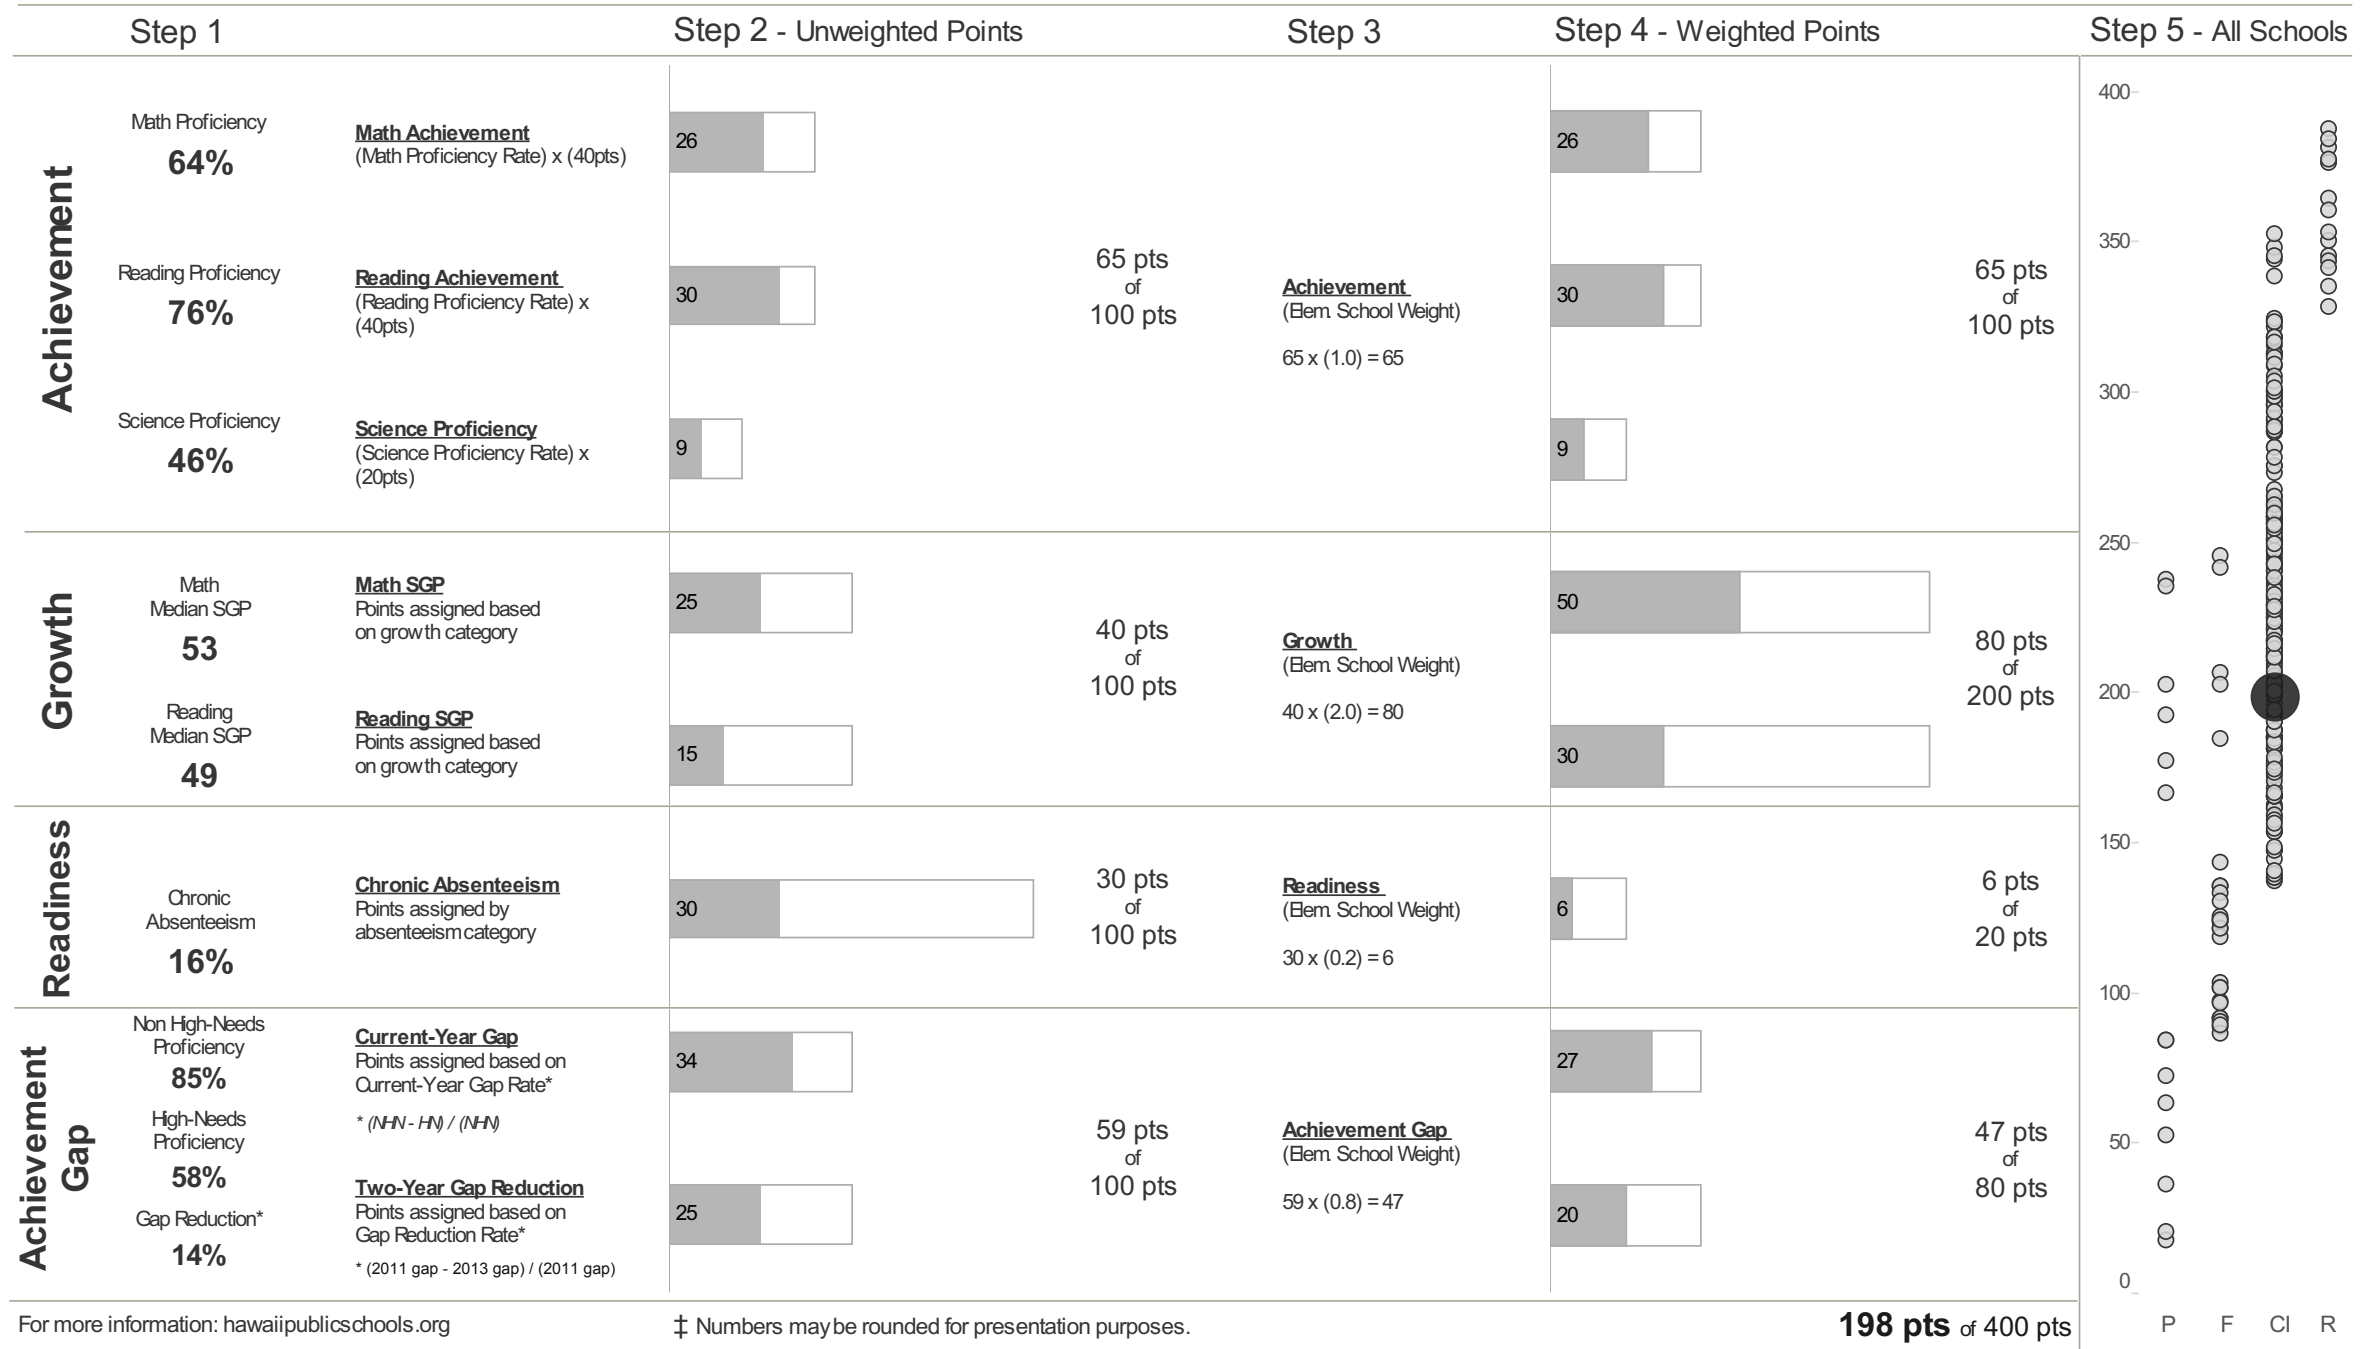 Step 1
Step 2 - Unweighted Points
Step 3
Step 4 - Weighted Points
Step 5 - All Schools
Achievement
Math Proficiency
64%
Math Achievement
(Math Proficiency Rate) x (40pts)
26
26
Reading Proficiency
76%
Reading Achievement
(Reading Proficiency Rate) x
(40pts)
30
65 pts
of
100 pts
Achievement
(Elem. School Weight)
65 x (1.0) = 65
30
65 pts
of
100 pts
Science Proficiency
46%
Science Proficiency
(Science Proficiency Rate) x
(20pts)
9
9
Growth
Math
Median SGP
53
Math SGP
Points assigned based
on growth category
25
40 pts
of
100 pts
Growth
(Elem. School Weight)
40 x (2.0) = 80
50
80 pts
of
200 pts
Reading
Median SGP
49
Reading SGP
Points assigned based
on growth category
15
30
Readiness
Chronic
Absenteeism
16%
Chronic Absenteeism
Points assigned by
absenteeism category
30
30 pts
of
100 pts
Readiness
(Elem. School Weight)
30 x (0.2) = 6
6
6 pts
of
20 pts
Achievement
Gap
Non High-Needs
Proficiency
85%
High-Needs
Proficiency
58%
Gap Reduction*
14%
Current-Year Gap
Points assigned based on
Current-Year Gap Rate*
* (NHN - HN) / (NHN)
Two-Year Gap Reduction
Points assigned based on
Gap Reduction Rate*
* (2011 gap - 2013 gap) / (2011 gap)
34
25
59 pts
of
100 pts
Achievement Gap
(Elem. School Weight)
59 x (0.8) = 47
27
20
47 pts
of
80 pts
400
350
300
250
200
150
100
50
0
P F CI R
For more information: hawaiipublicschools.org
‡ Numbers may be rounded for presentation purposes.
198 pts of 400 pts